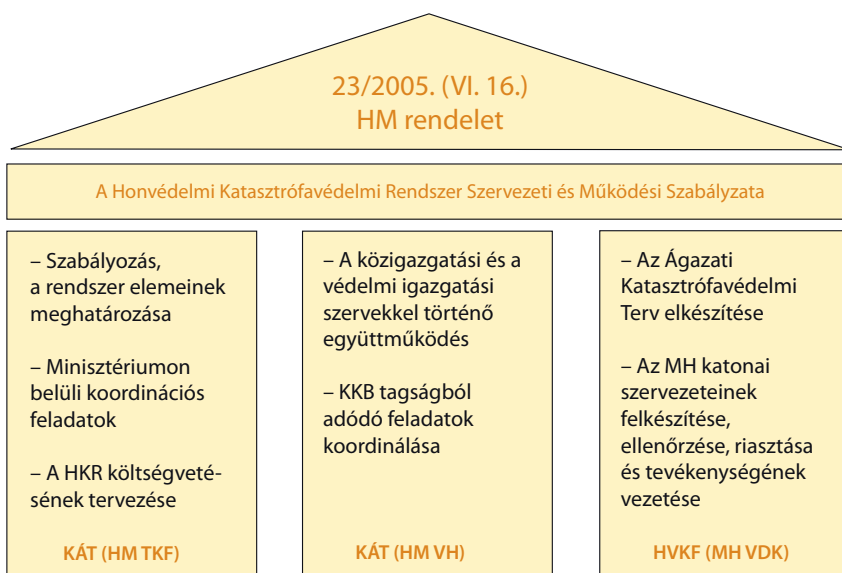 23/2005. (VI. 16.)
HM rendelet
A Honvédelmi Katasztrófavédelmi Rendszer Szervezeti és Működési Szabályzata
– Szabályozás,
a rendszer elemeinek
meghatározása
– Minisztériumon
belüli koordinációs
feladatok
– A HKR költségveté-
sének tervezése
KÁT (HM TKF)
– A közigazgatási és a
védelmi igazgatási
szervekkel történő
együttműködés
– KKB tagságból
adódó feladatok
koordinálása
KÁT (HM VH)
– Az Ágazati
Katasztrófavédelmi
Terv elkészítése
– Az MH katonai
szervezeteinek
felkészítése,
ellenőrzése, riasztása
és tevékenységének
vezetése
HVKF (MH VDK)